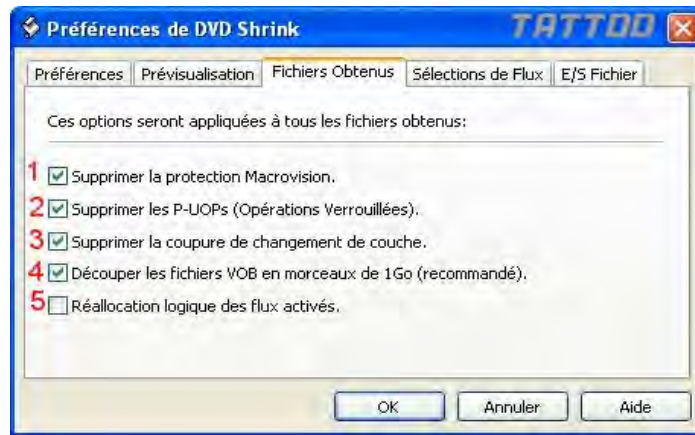 Préférences de DVD Shrink
TATTOO
Préférences Prévisualisation Fichiers Obtenus Sélections de Flux E/S Fichier
Ces options seront appliquées à tous les fichiers obtenus:
1 Supprimer la protection Macrovision.
2 Supprimer les P-UOPs (Opérations Verrouillées).
3 Supprimer la coupure de changement de couche.
4 Découper les fichiers VOB en morceaux de 1Go (recommandé).
5 Réallocation logique des flux activés.
OK Annuler Aide